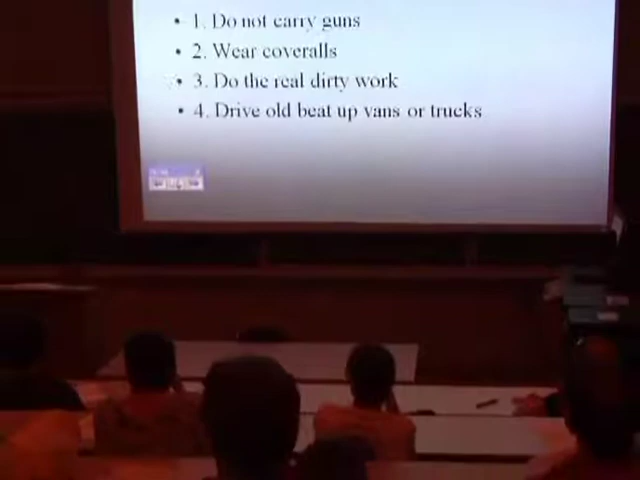 • 1. Do not carry guns
• 2. Wear coveralls
• 3. Do the real dirty work
• 4. Drive old beat up vans or trucks